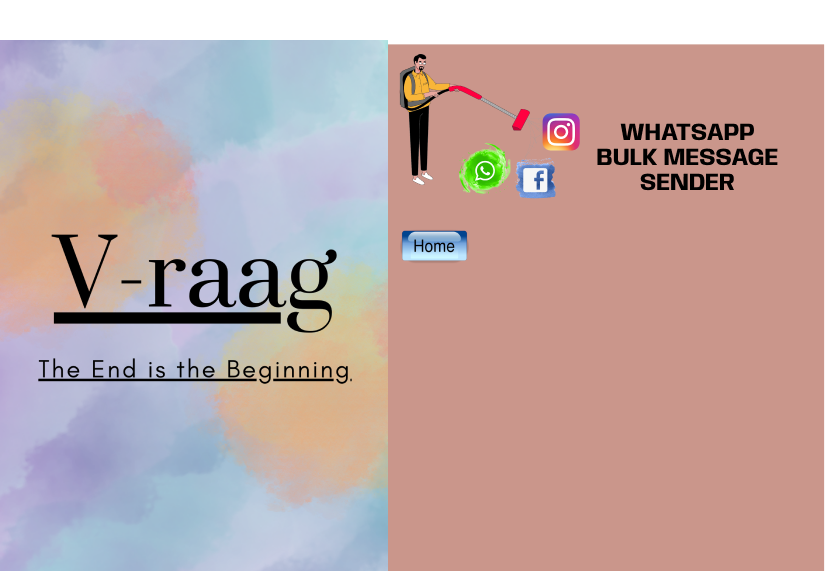 V-raag
The End is the Beginning.
WHATSAPP
BULK MESSAGE
SENDER
Home